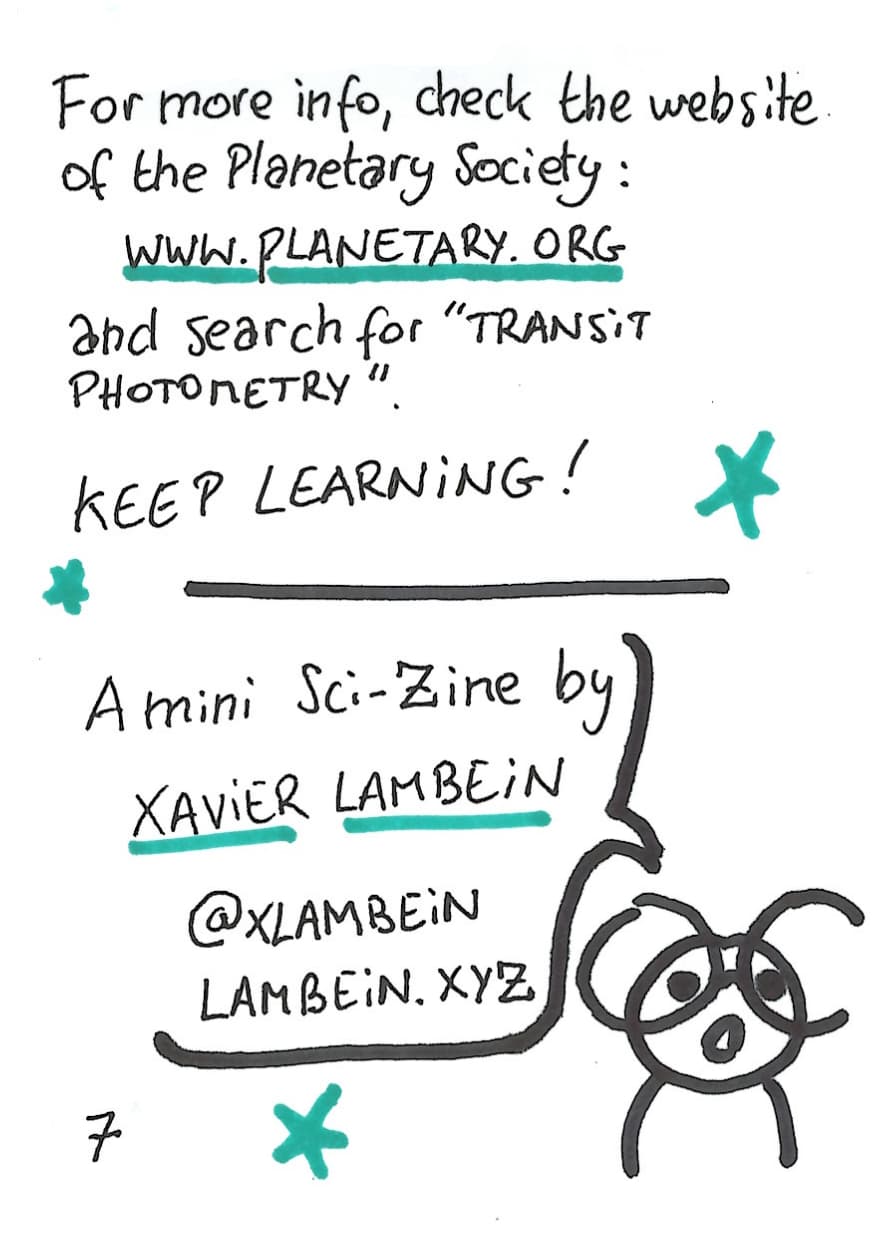 For more info, check the website
of the Planetary Society:
WWW.PLANETARY.ORG
and search for "TRANSiT
PHOTOMETRY".
KEEP LEARNiNG!
A mini Sci-Zine by
XAViER LAMBEiN
@XLAMBEiN
LAMBEiN.XYZ
7